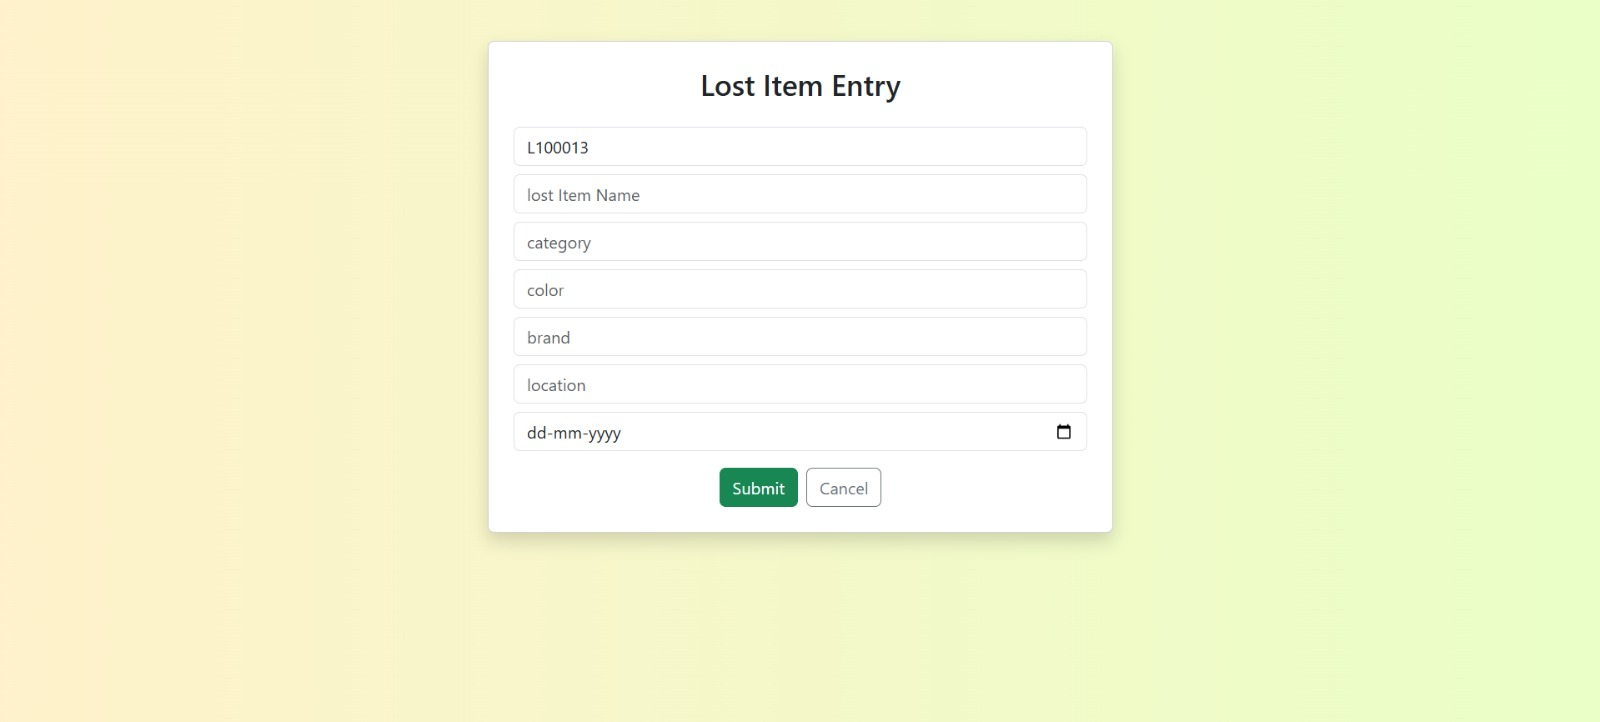 Lost Item Entry
L100013
lost Item Name
category
color
brand
location
dd-mm-yyyy
Submit Cancel